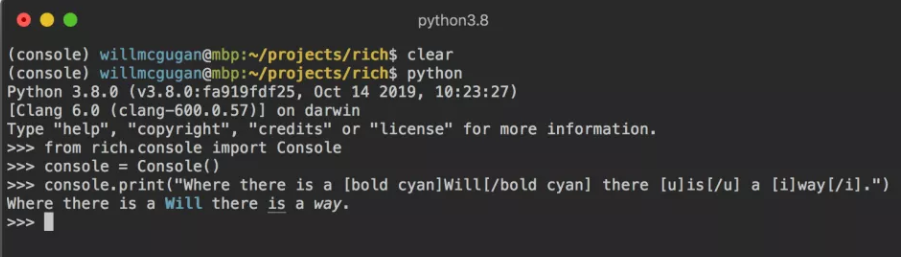 python3.8
(console) willmcgugan@mbp:~/projects/rich$ clear
(console) willmcgugan@mbp:~/projects/rich$ python
Python 3.8.0 (v3.8.0:fa919fdf25, Oct 14 2019, 10:23:27)
[Clang 6.0 (clang-600.0.57)] on darwin
Type "help", "copyright", "credits" or "license" for more information.
>>> from rich.console import Console
>>> console = Console()
>>> console.print("Where there is a [bold cyan]Will[/bold cyan] there [u]is[/u] a [i]way[/i].")
Where there is a Will there is a way.
>>>